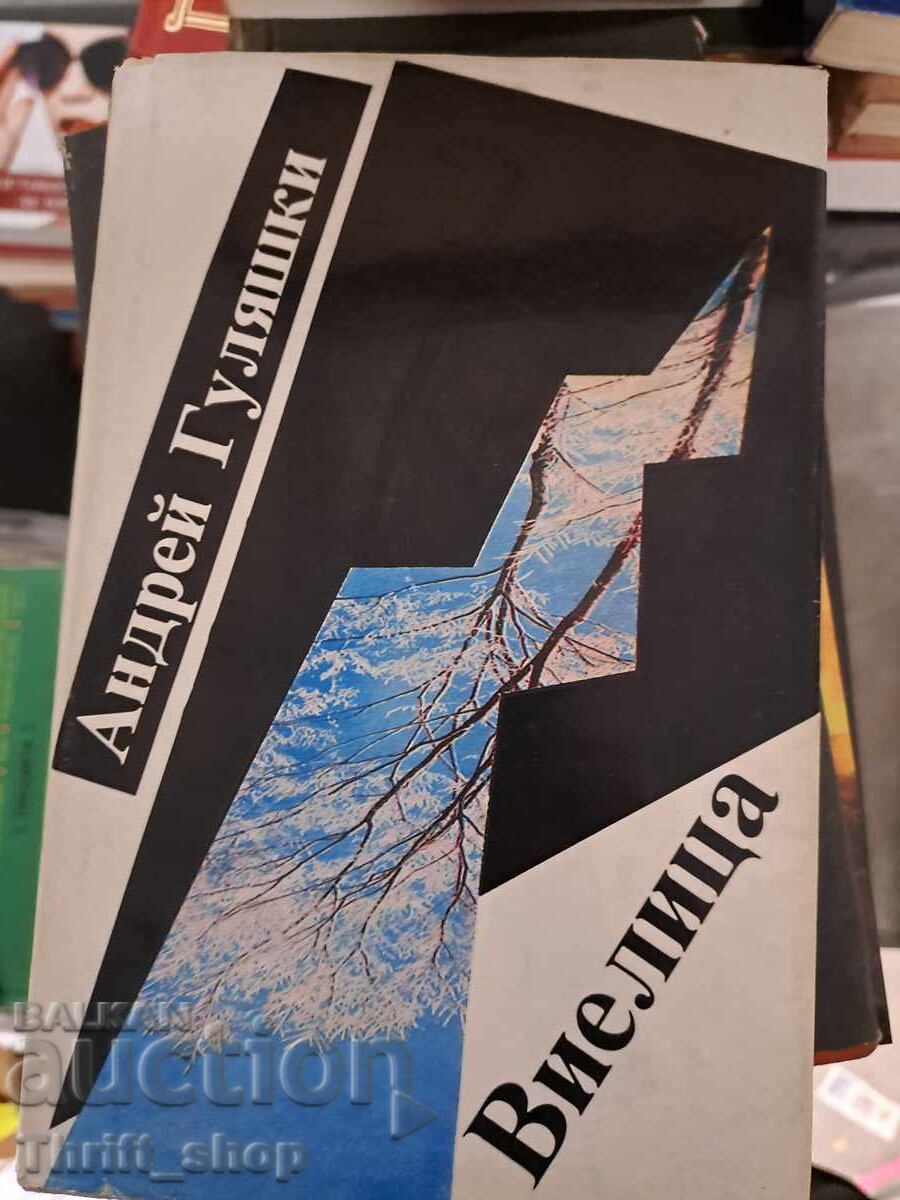 Андрей Гуляшки
Виелица
BALKAN
auction
Thrift_shop